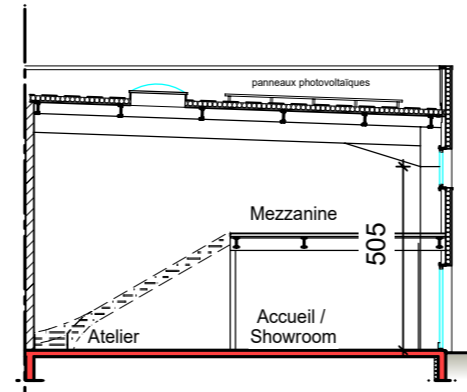 panneaux photovoltaïques
Mezzanine
505
Atelier
Accueil /
Showroom